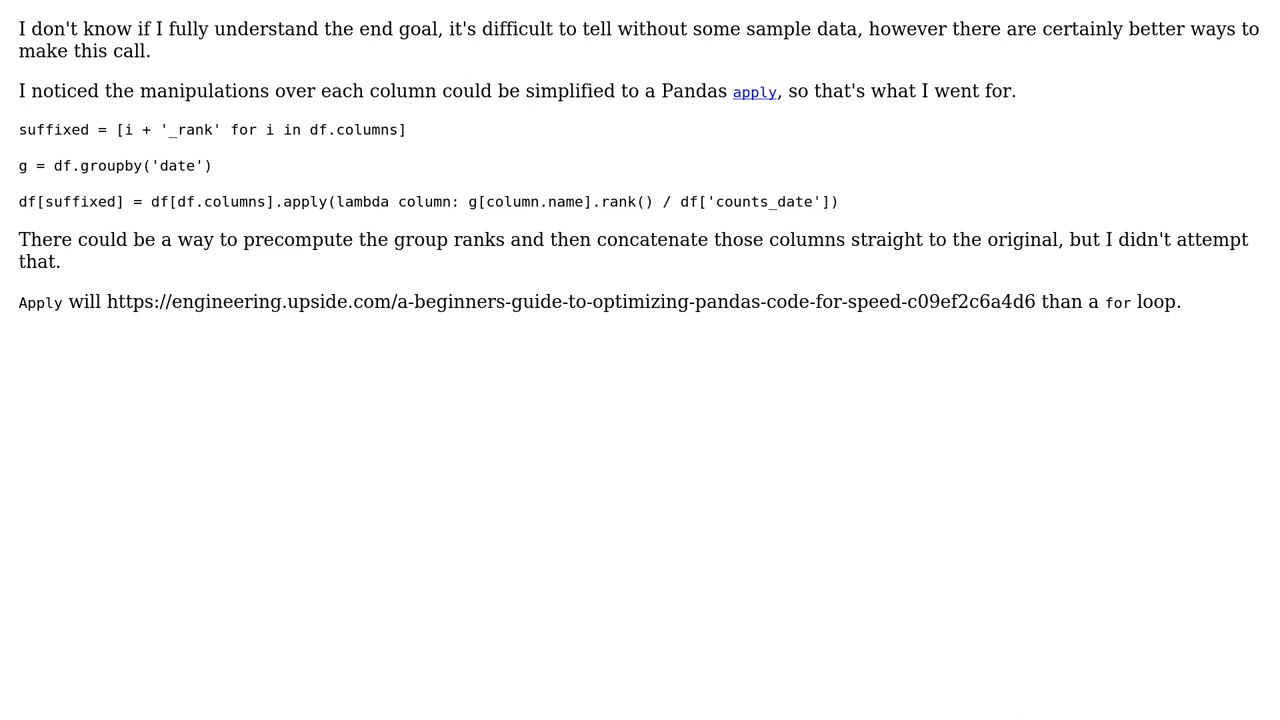 I don't know if I fully understand the end goal, it's difficult to tell without some sample data, however there are certainly better ways to
make this call.
I noticed the manipulations over each column could be simplified to a Pandas apply, so that's what I went for.
suffixed = [i + '_rank' for i in df.columns]
g = df.groupby('date')
df[suffixed] = df[df.columns].apply(lambda column: g[column.name].rank() / df['counts_date'])
There could be a way to precompute the group ranks and then concatenate those columns straight to the original, but I didn't attempt
that.
Apply will https://engineering.upside.com/a-beginners-guide-to-optimizing-pandas-code-for-speed-c09ef2c6a4d6 than a for loop.